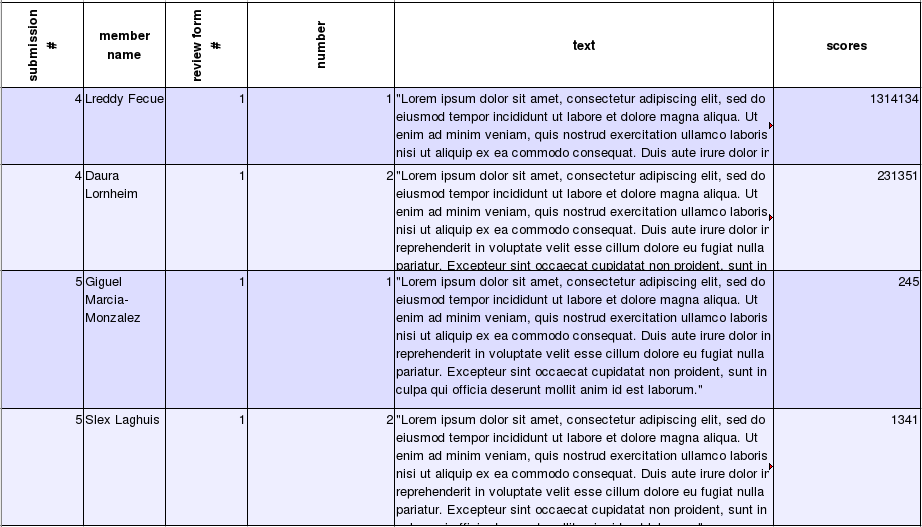 submission #
member name
review form #
number
text
scores
4 Lreddy Fecue 1 1 "Lorem ipsum dolor sit amet, consectetur adipiscing elit, sed do 1314134
eiusmod tempor incididunt ut labore et dolore magna aliqua. Ut
enim ad minim veniam, quis nostrud exercitation ullamco laboris
nisi ut aliquip ex ea commodo consequat. Duis aute irure dolor in
4 Daura 1 2 "Lorem ipsum dolor sit amet, consectetur adipiscing elit, sed do 231351
Lornheim eiusmod tempor incididunt ut labore et dolore magna aliqua. Ut
enim ad minim veniam, quis nostrud exercitation ullamco laboris
nisi ut aliquip ex ea commodo consequat. Duis aute irure dolor in
reprehenderit in voluptate velit esse cillum dolore eu fugiat nulla
pariatur. Excepteur sint occaecat cupidatat non proident, sunt in
5 Giguel 1 1 "Lorem ipsum dolor sit amet, consectetur adipiscing elit, sed do 245
Marcia- eiusmod tempor incididunt ut labore et dolore magna aliqua. Ut
Monzalez enim ad minim veniam, quis nostrud exercitation ullamco laboris
nisi ut aliquip ex ea commodo consequat. Duis aute irure dolor in
reprehenderit in voluptate velit esse cillum dolore eu fugiat nulla
pariatur. Excepteur sint occaecat cupidatat non proident, sunt in
culpa qui officia deserunt mollit anim id est laborum."
5 Slex Laghuis 1 2 "Lorem ipsum dolor sit amet, consectetur adipiscing elit, sed do 1341
eiusmod tempor incididunt ut labore et dolore magna aliqua. Ut
enim ad minim veniam, quis nostrud exercitation ullamco laboris
nisi ut aliquip ex ea commodo consequat. Duis aute irure dolor in
reprehenderit in voluptate velit esse cillum dolore eu fugiat nulla
pariatur. Excepteur sint occaecat cupidatat non proident, sunt in